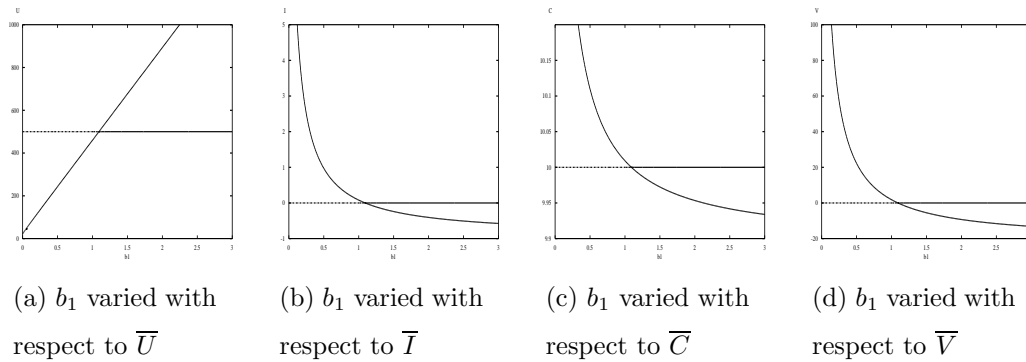 U
1000
800
600
400
200
0
0 0.5 1 1.5 2 2.5 3
b1
I
5
4
3
2
1
0
-1
0 0.5 1 1.5 2 2.5 3
b1
C
10.2
10.15
10.1
10.05
10
9.95
9.9
0 0.5 1 1.5 2 2.5 3
b1
V
100
80
60
40
20
0
-20
0 0.5 1 1.5 2 2.5 3
b1
(a) b₁ varied with
respect to U̅
(b) b₁ varied with
respect to I̅
(c) b₁ varied with
respect to C̅
(d) b₁ varied with
respect to V̅